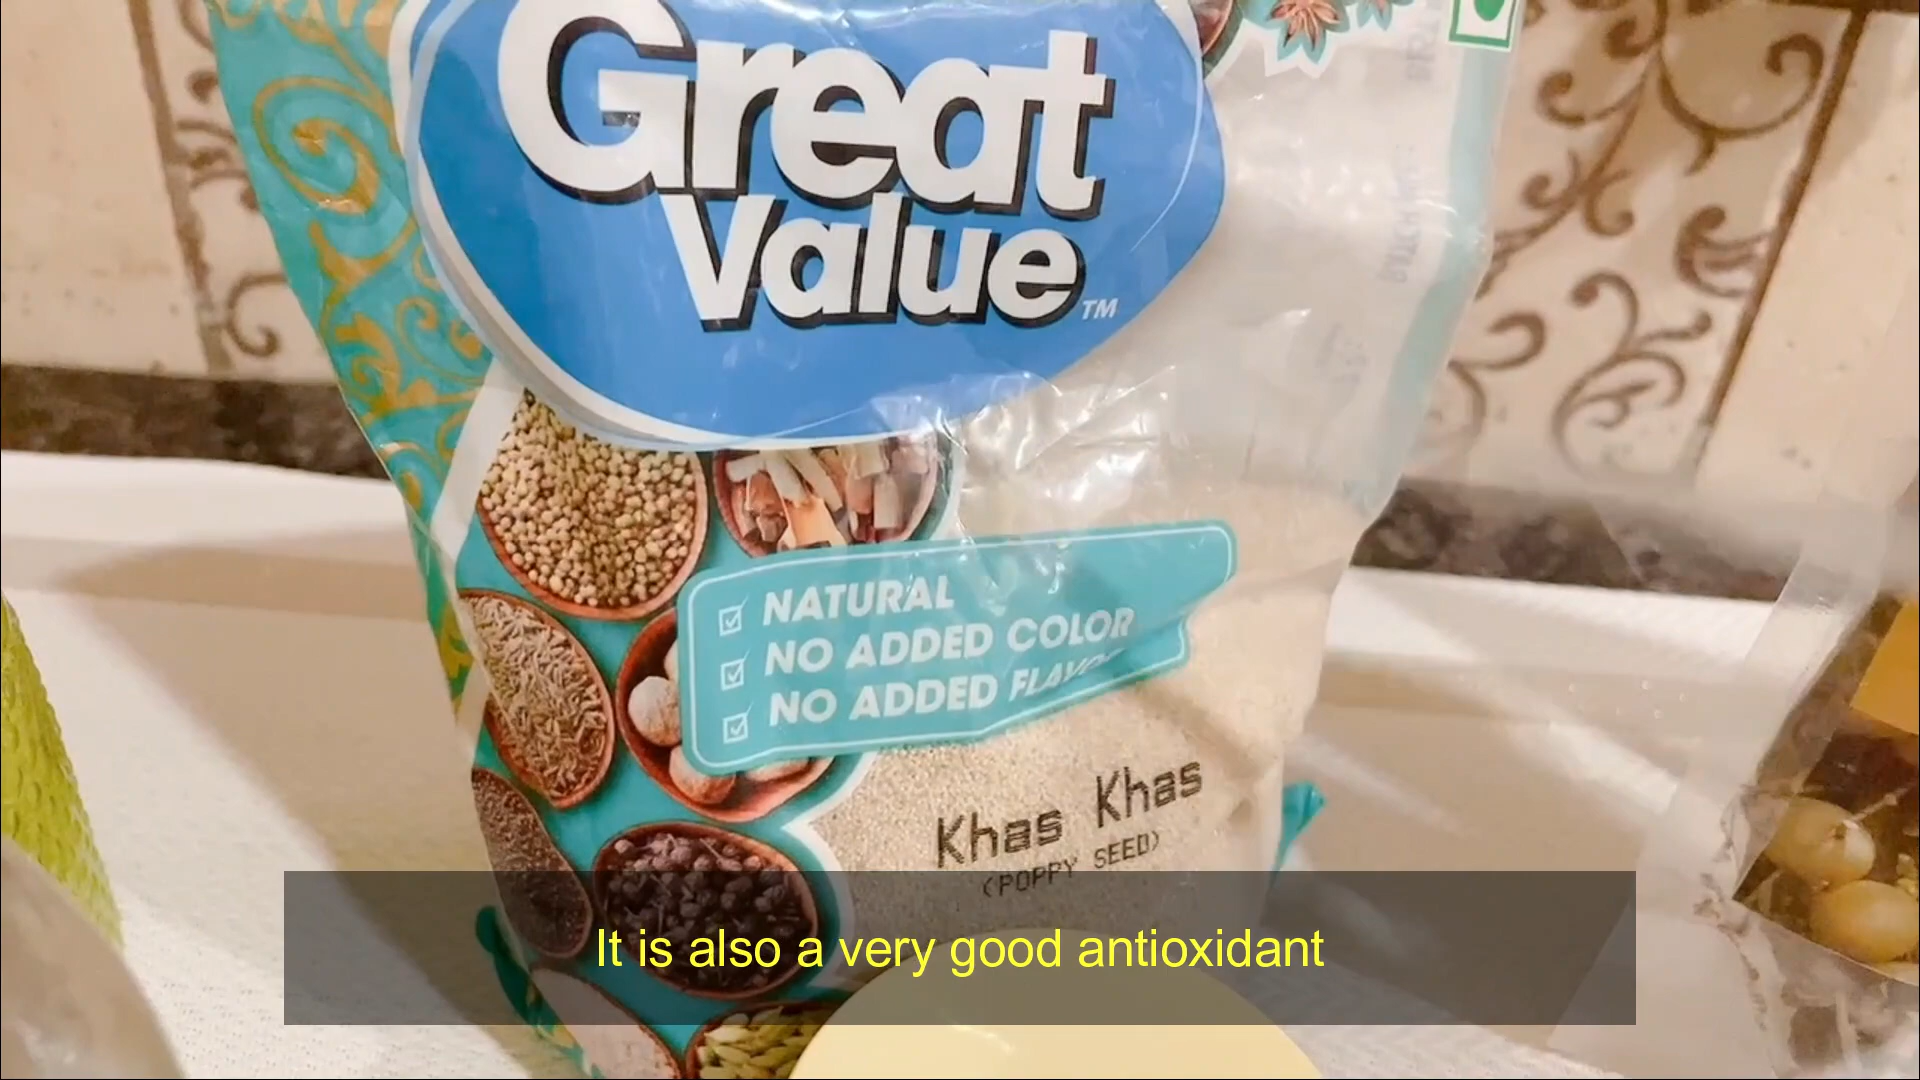 Great
Value
TM
NATURAL
NO ADDED COLOR
NO ADDED
Khas Khas
(POPPY SEED)
It is also a very good antioxidant